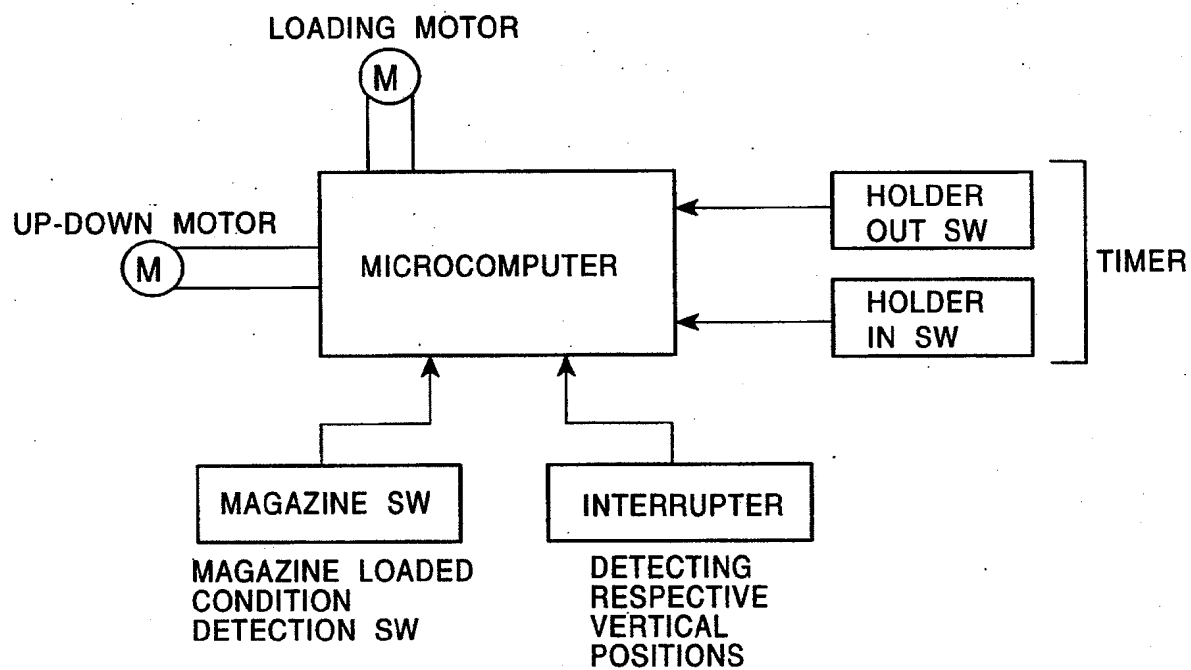 LOADING MOTOR
M
UP-DOWN MOTOR
M
MICROCOMPUTER
HOLDER
OUT SW
HOLDER
IN SW
TIMER
MAGAZINE SW
INTERRUPTER
MAGAZINE LOADED
CONDITION
DETECTION SW
DETECTING
RESPECTIVE
VERTICAL
POSITIONS